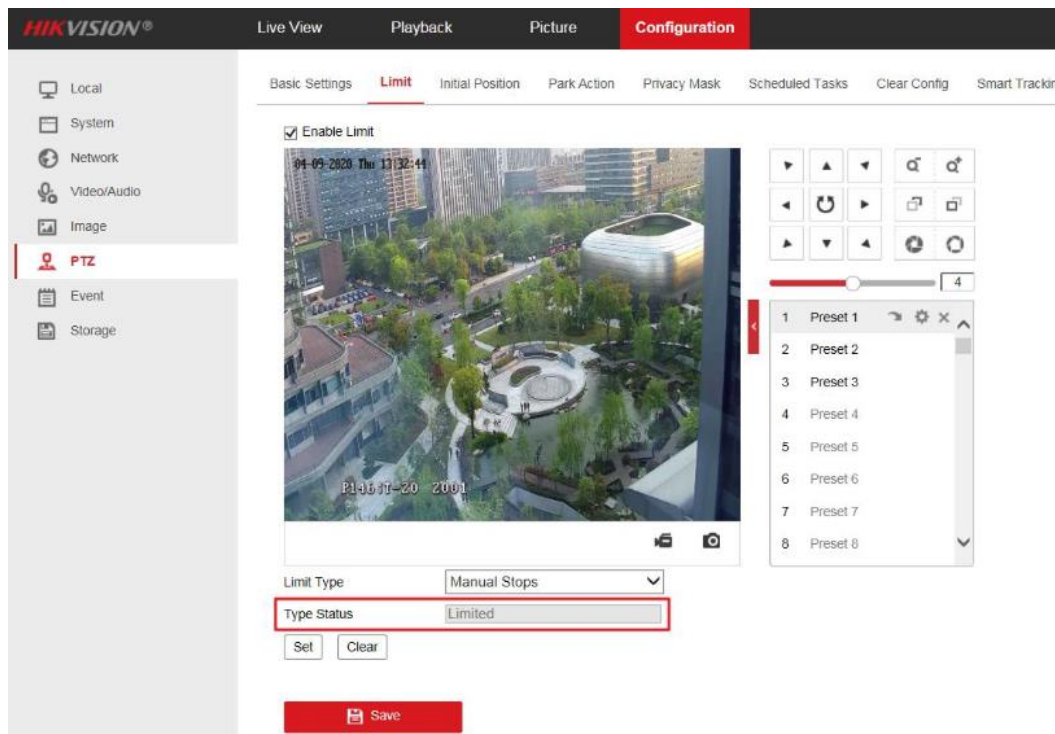 HIKVISION®
Live View Playback Picture Configuration
Local
System
Network
Video/Audio
Image
PTZ
Event
Storage
Basic Settings Limit Initial Position Park Action Privacy Mask Scheduled Tasks Clear Config Smart Trackin
Enable Limit
04-09-2020 Thu 13:32:44
4
1 Preset 1
2 Preset 2
3 Preset 3
4 Preset 4
5 Preset 5
6 Preset 6
7 Preset 7
8 Preset 8
Limit Type Manual Stops
Type Status Limited
Set Clear
Save